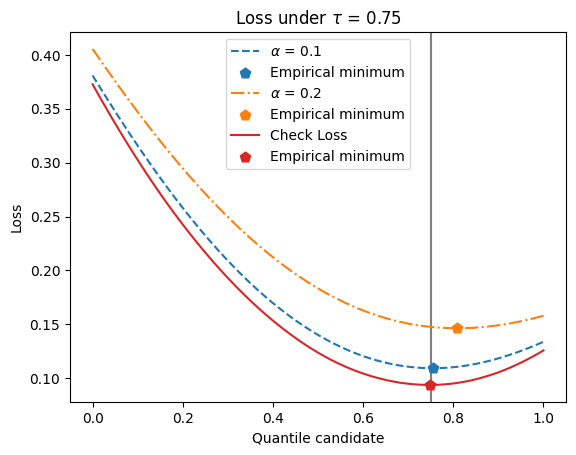 Loss under τ = 0.75
α = 0.1
Empirical minimum
α = 0.2
Empirical minimum
Check Loss
Empirical minimum
0.40
0.35
0.30
0.25
0.20
0.15
0.10
Loss
0.0 0.2 0.4 0.6 0.8 1.0
Quantile candidate